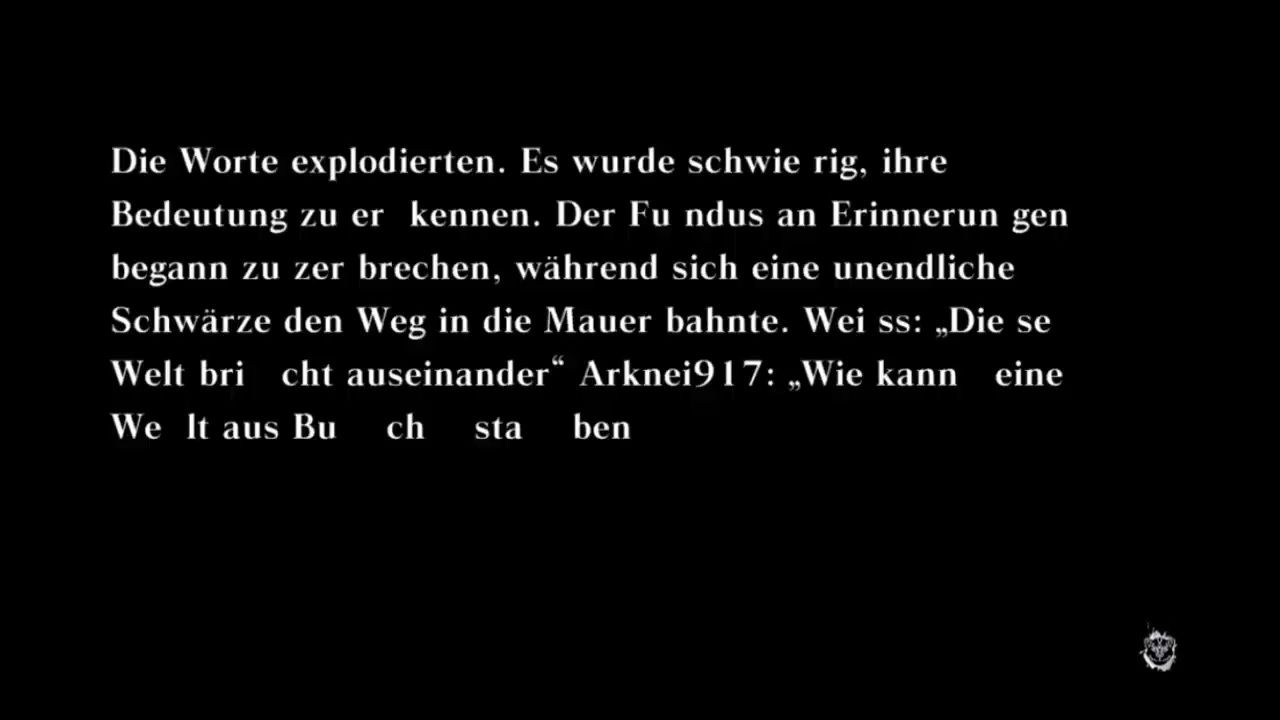 Die Worte explodierten. Es wurde schwie rig, ihre
Bedeutung zu er  kennen. Der Fu ndus an Erinnerun gen
begann zu zer brechen, während sich eine unendliche
Schwärze den Weg in die Mauer bahnte. Wei ss: „Die se
Welt bri   cht auseinander“ Arknei917: „Wie kann   eine
We  lt aus Bu    ch    sta    ben